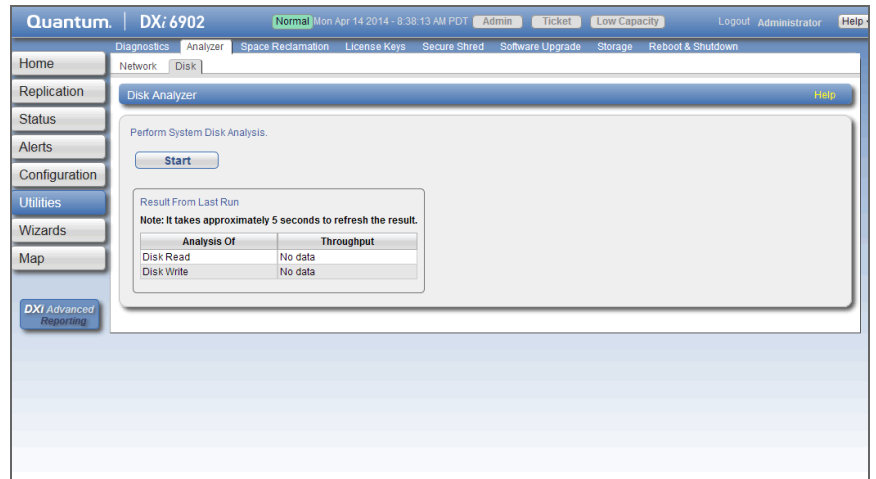 Quantum. DXi 6902 Normal Mon Apr 14 2014 - 8:38:13 AM PDT Admin Ticket Low Capacity Logout Administrator Help
Diagnostics Analyzer Space Reclamation License Keys Secure Shred Software Upgrade Storage Reboot & Shutdown
Network Disk
Home
Replication
Status
Alerts
Configuration
Utilities
Wizards
Map
DXi Advanced
Reporting
Disk Analyzer Help
Perform System Disk Analysis.
Start
Result From Last Run
Note: It takes approximately 5 seconds to refresh the result.
Analysis Of Throughput
Disk Read No data
Disk Write No data